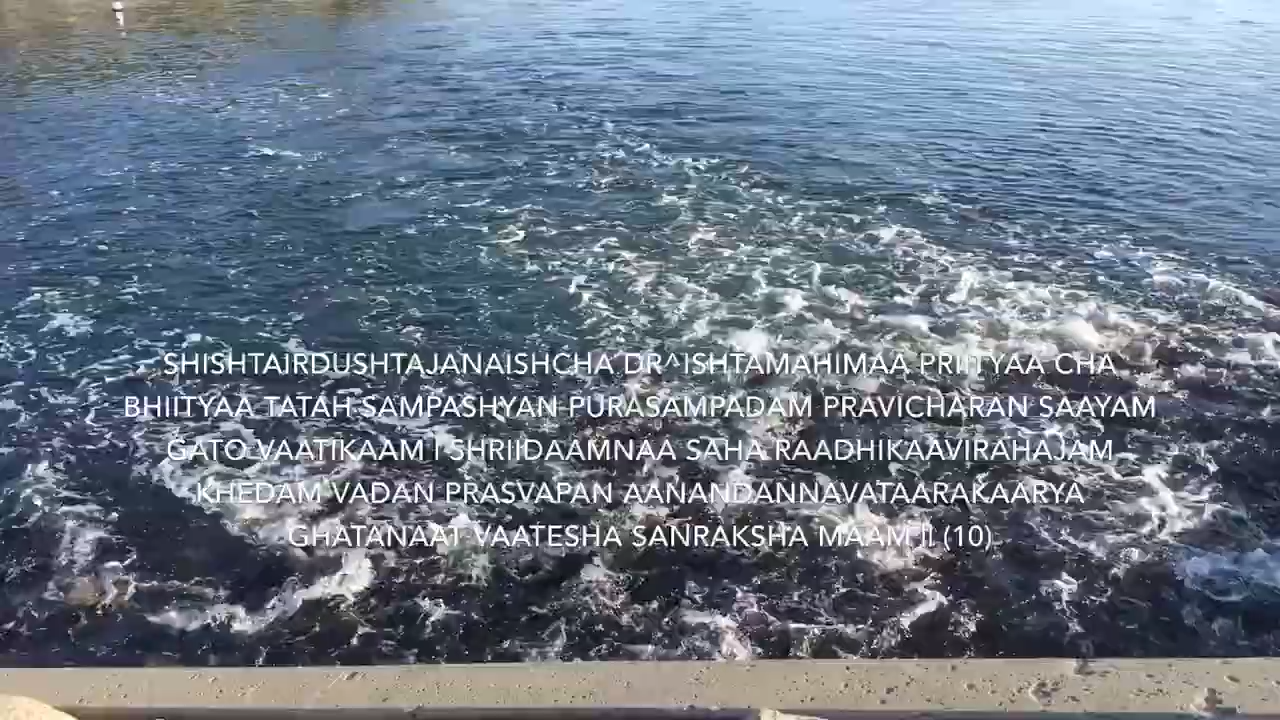 SHISHTAIRDUSHTAJANAISHCHA DR^ISHTAMAHIMAA PRIITYAA CHA
BHIITYAA TATAH SAMPASHYAN PURASAMPADAM PRAVICHARAN SAAYAM
GATO VAATIKAAM | SHRIIDAAMNAA SAHA RAADHIKAAVIRAHAJAM
KHEDAM VADAN PRASVAPAN AANANDANNAVATAARAKAARYA
GHATANAAT VAATESHA SANRAKSHA MAAM || (10)